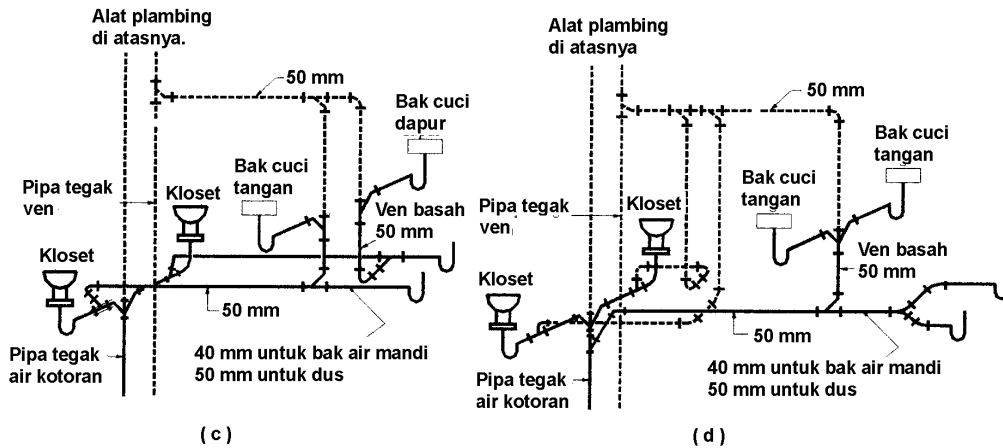 Alat plambing
di atasnya.
50 mm
Bak cuci
dapur
Bak cuci
tangan
Pipa tegak
ven
Kloset
Ven basah
50 mm
Kloset
50 mm
Pipa tegak
air kotoran
40 mm untuk bak air mandi
50 mm untuk dus
( c )
Alat plambing
di atasnya
50 mm
Bak cuci
tangan
Bak cuci
tangan
Pipa tegak
ven
Kloset
Ven basah
50 mm
Kloset
50 mm
Pipa tegak
air kotoran
40 mm untuk bak air mandi
50 mm untuk dus
( d )